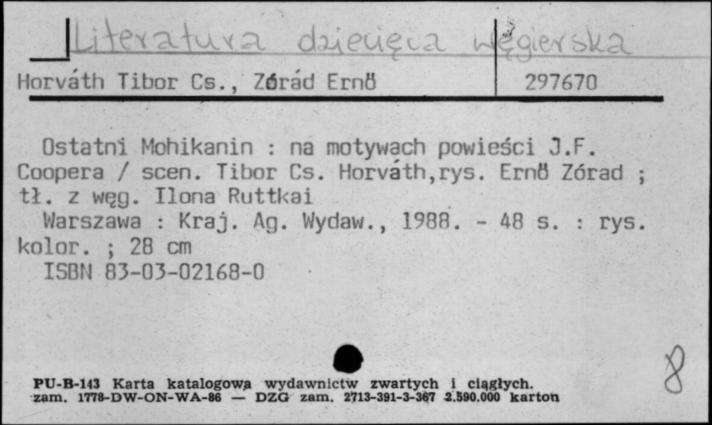 Literatura dziecięca węgierska
Horváth Tibor Cs., Zórád Ernő 297670
Ostatni Mohikanin : na motywach powieści J.F.
Coopera / scen. Tibor Cs. Horváth,rys. Ernő Zórad ;
tł. z węg. Ilona Ruttkai
Warszawa : Kraj. Ag. Wydaw., 1988. - 48 s. : rys.
kolor. ; 28 cm
ISBN 83-03-02168-0
8
PU-B-143 Karta katalogowa wydawnictw zwartych i ciągłych.
zam. 1778-DW-ON-WA-86 — DZG zam. 2713-391-3-367 2.590.000 karton